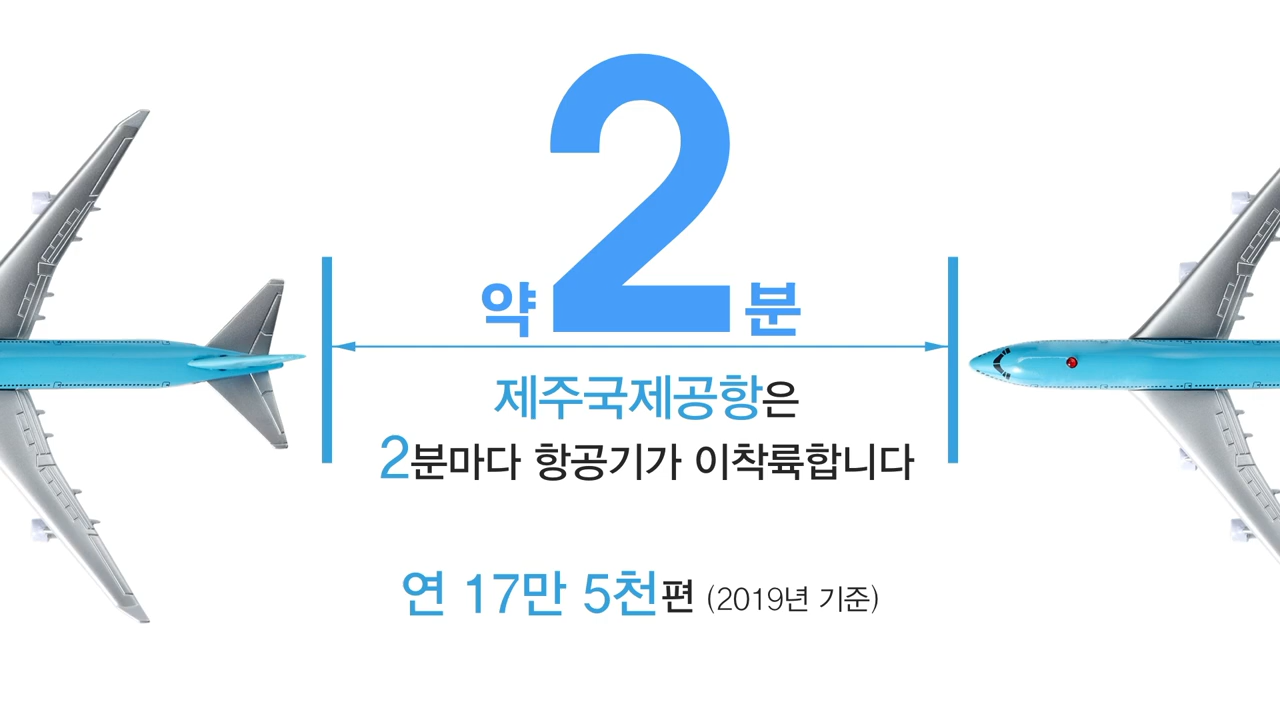 약 2분
제주국제공항은
2분마다 항공기가 이착륙합니다
연 17만 5천편 (2019년 기준)